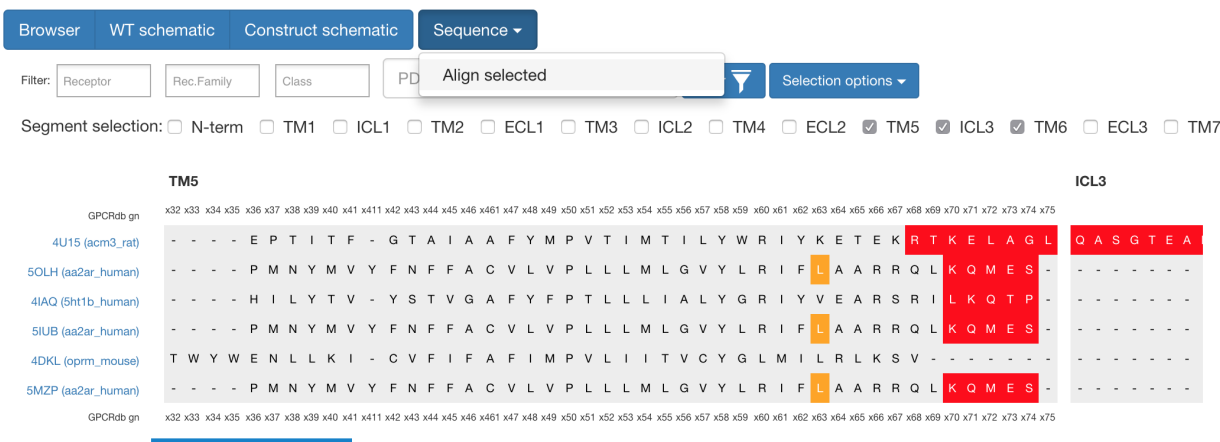 Browser WT schematic Construct schematic Sequence
Align selected
Filter: Receptor Rec.Family Class PD Selection options
Segment selection: N-term TM1 ICL1 TM2 ECL1 TM3 ICL2 TM4 ECL2 TM5 ICL3 TM6 ECL3 TM7
TM5 ICL3
GPCRdb gn x32 x33 x34 x35 x36 x37 x38 x39 x40 x41 x411 x42 x43 x44 x45 x46 x461 x47 x48 x49 x50 x51 x52 x53 x54 x55 x56 x57 x58 x59 x60 x61 x62 x63 x64 x65 x66 x67 x68 x69 x70 x71 x72 x73 x74 x75
4U15 (acm3_rat) - - - - E P T I T F - G T A I A A F Y M P V T I M T I L Y W R I Y K E T E K R T K E L A G L Q A S G T E A
5OLH (aa2ar_human) - - - - P M N Y M V Y F N F F A C V L V P L L L M L G V Y L R I F L A A R R Q L K Q M E S - - - - - - - -
4IAQ (5ht1b_human) - - - - H I L Y T V - Y S T V G A F Y F P T L L L I A L Y G R I Y V E A R S R I L K Q T P - - - - - - - -
5IUB (aa2ar_human) - - - - P M N Y M V Y F N F F A C V L V P L L L M L G V Y L R I F L A A R R Q L K Q M E S - - - - - - - -
4DKL (oprm_mouse) T W Y W E N L L K I - C V F I F A F I M P V L I I T V C Y G L M I L R L K S V - - - - - - - - - - - - - -
5MZP (aa2ar_human) - - - - P M N Y M V Y F N F F A C V L V P L L L M L G V Y L R I F L A A R R Q L K Q M E S - - - - - - - -
GPCRdb gn x32 x33 x34 x35 x36 x37 x38 x39 x40 x41 x411 x42 x43 x44 x45 x46 x461 x47 x48 x49 x50 x51 x52 x53 x54 x55 x56 x57 x58 x59 x60 x61 x62 x63 x64 x65 x66 x67 x68 x69 x70 x71 x72 x73 x74 x75